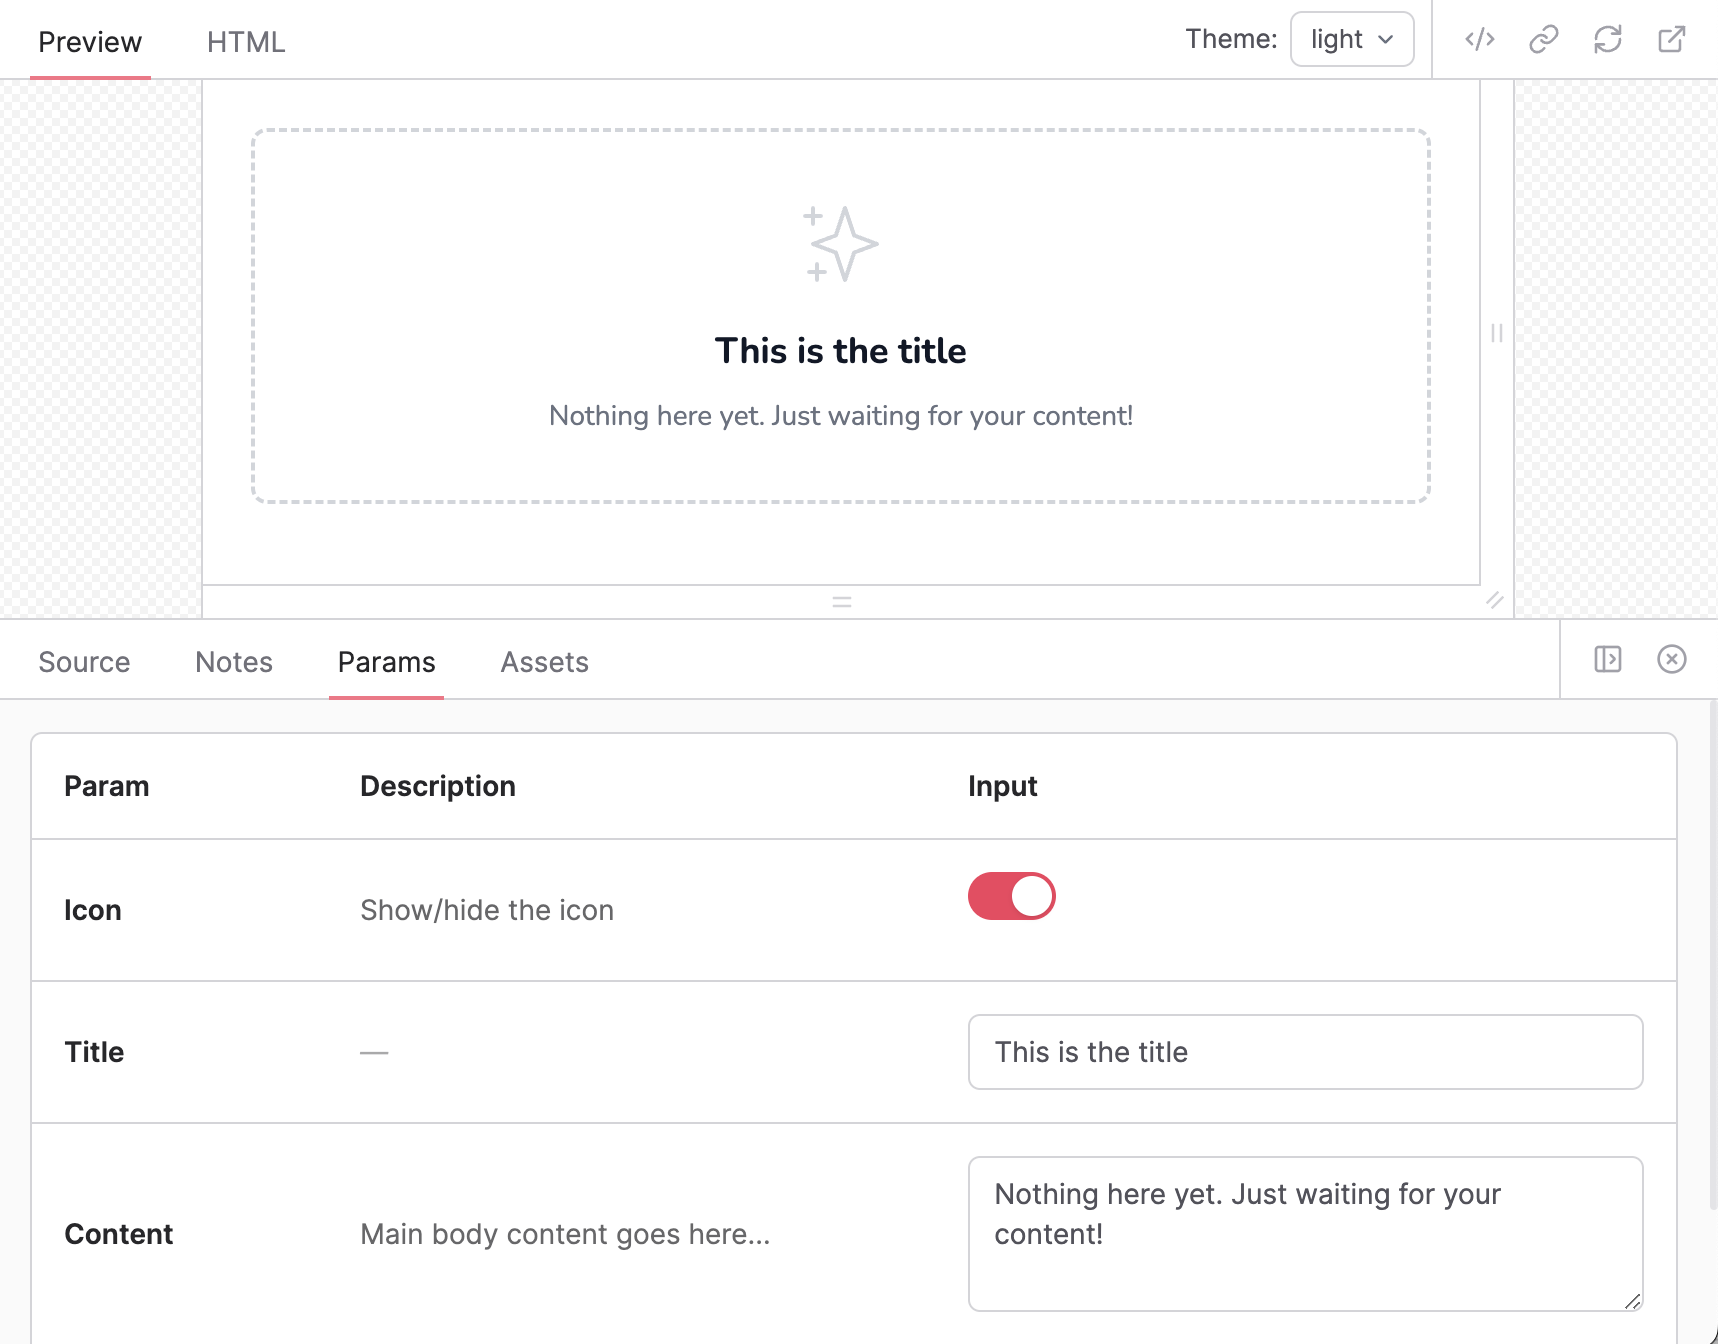 Preview HTML Theme: light
This is the title
Nothing here yet. Just waiting for your content!
Source Notes Params Assets
Param Description Input
Icon Show/hide the icon
Title — This is the title
Content Main body content goes here... Nothing here yet. Just waiting for your
content!